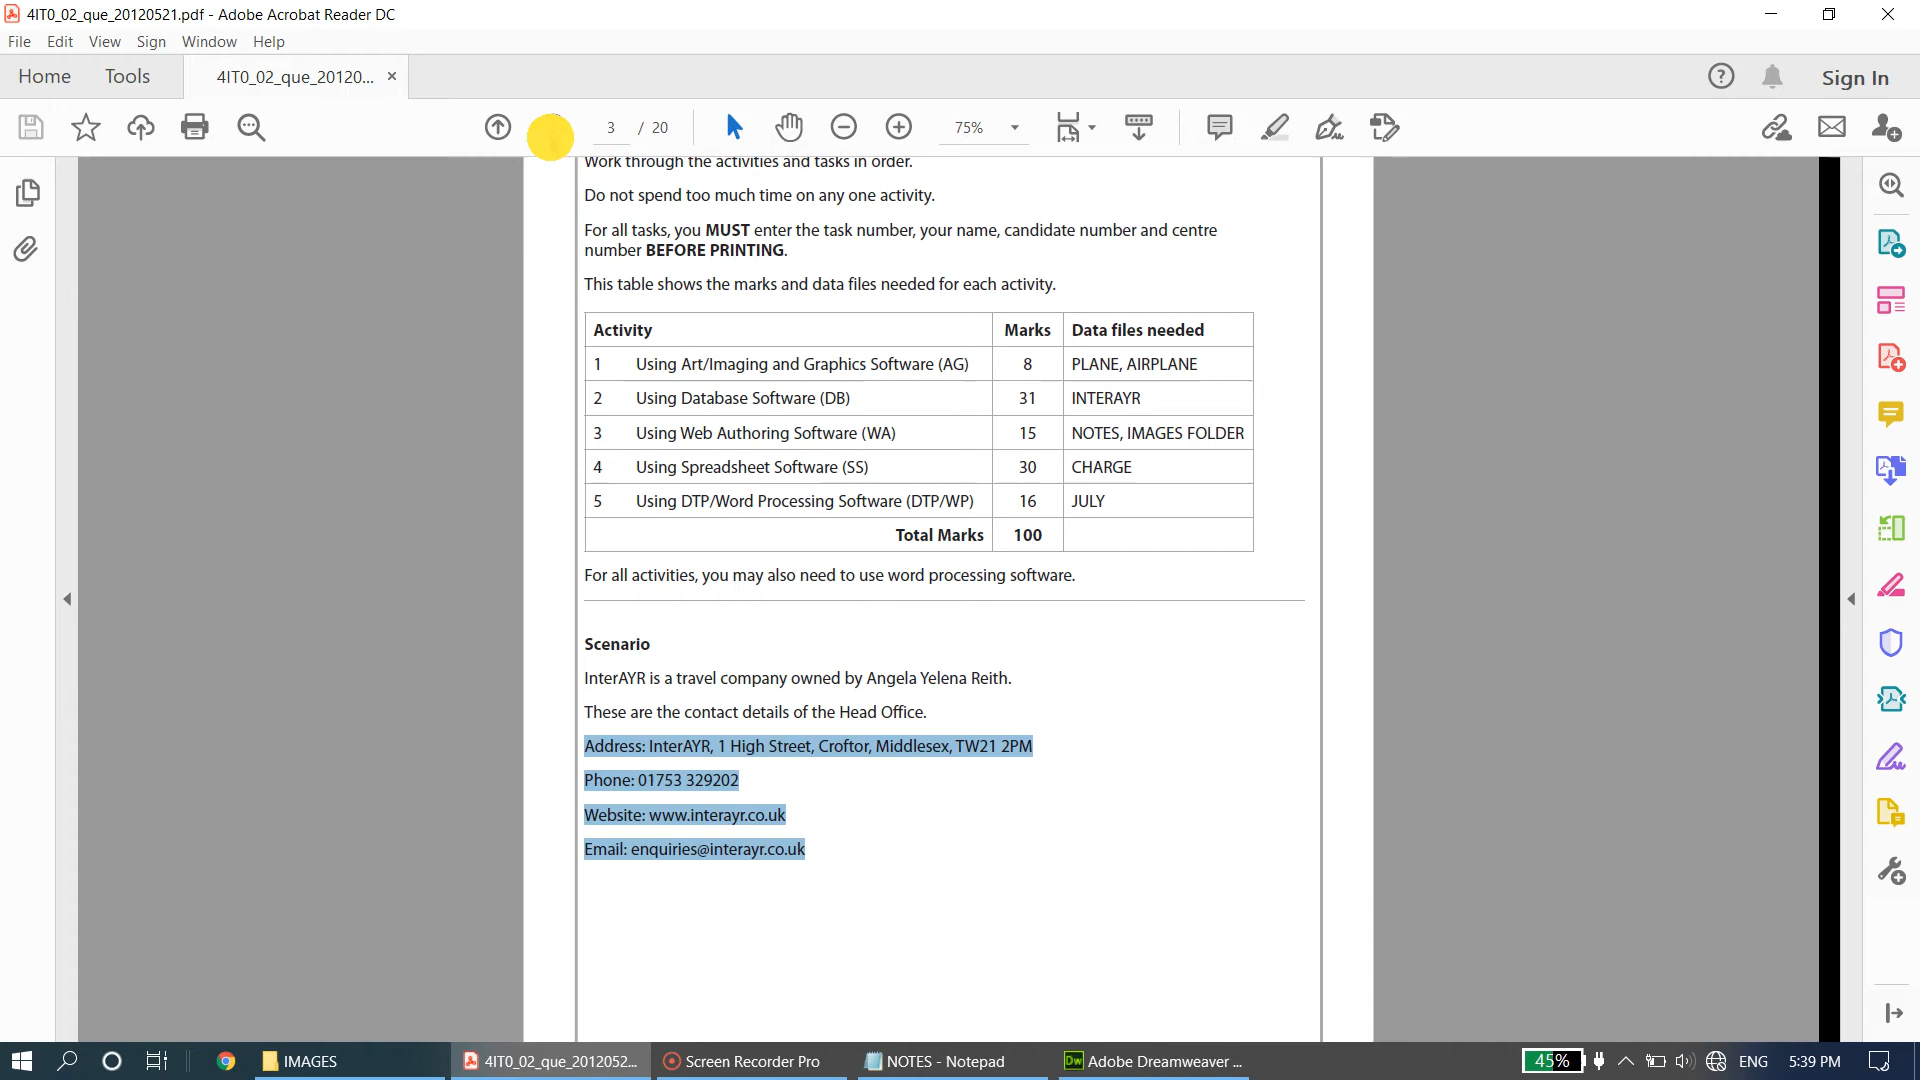 4IT0_02_que_20120521.pdf - Adobe Acrobat Reader DC
File Edit View Sign Window Help
Home Tools 4IT0_02_que_20120... × Sign In
3 / 20 75%
Work through the activities and tasks in order.
Do not spend too much time on any one activity.
For all tasks, you MUST enter the task number, your name, candidate number and centre
number BEFORE PRINTING.
This table shows the marks and data files needed for each activity.
Activity Marks Data files needed
1 Using Art/Imaging and Graphics Software (AG) 8 PLANE, AIRPLANE
2 Using Database Software (DB) 31 INTERAYR
3 Using Web Authoring Software (WA) 15 NOTES, IMAGES FOLDER
4 Using Spreadsheet Software (SS) 30 CHARGE
5 Using DTP/Word Processing Software (DTP/WP) 16 JULY
Total Marks 100
For all activities, you may also need to use word processing software.
Scenario
InterAYR is a travel company owned by Angela Yelena Reith.
These are the contact details of the Head Office.
Address: InterAYR, 1 High Street, Croftor, Middlesex, TW21 2PM
Phone: 01753 329202
Website: www.interayr.co.uk
Email: enquiries@interayr.co.uk
IMAGES 4IT0_02_que_2012052... Screen Recorder Pro NOTES - Notepad Dw Adobe Dreamweaver ... 45% ENG 5:39 PM